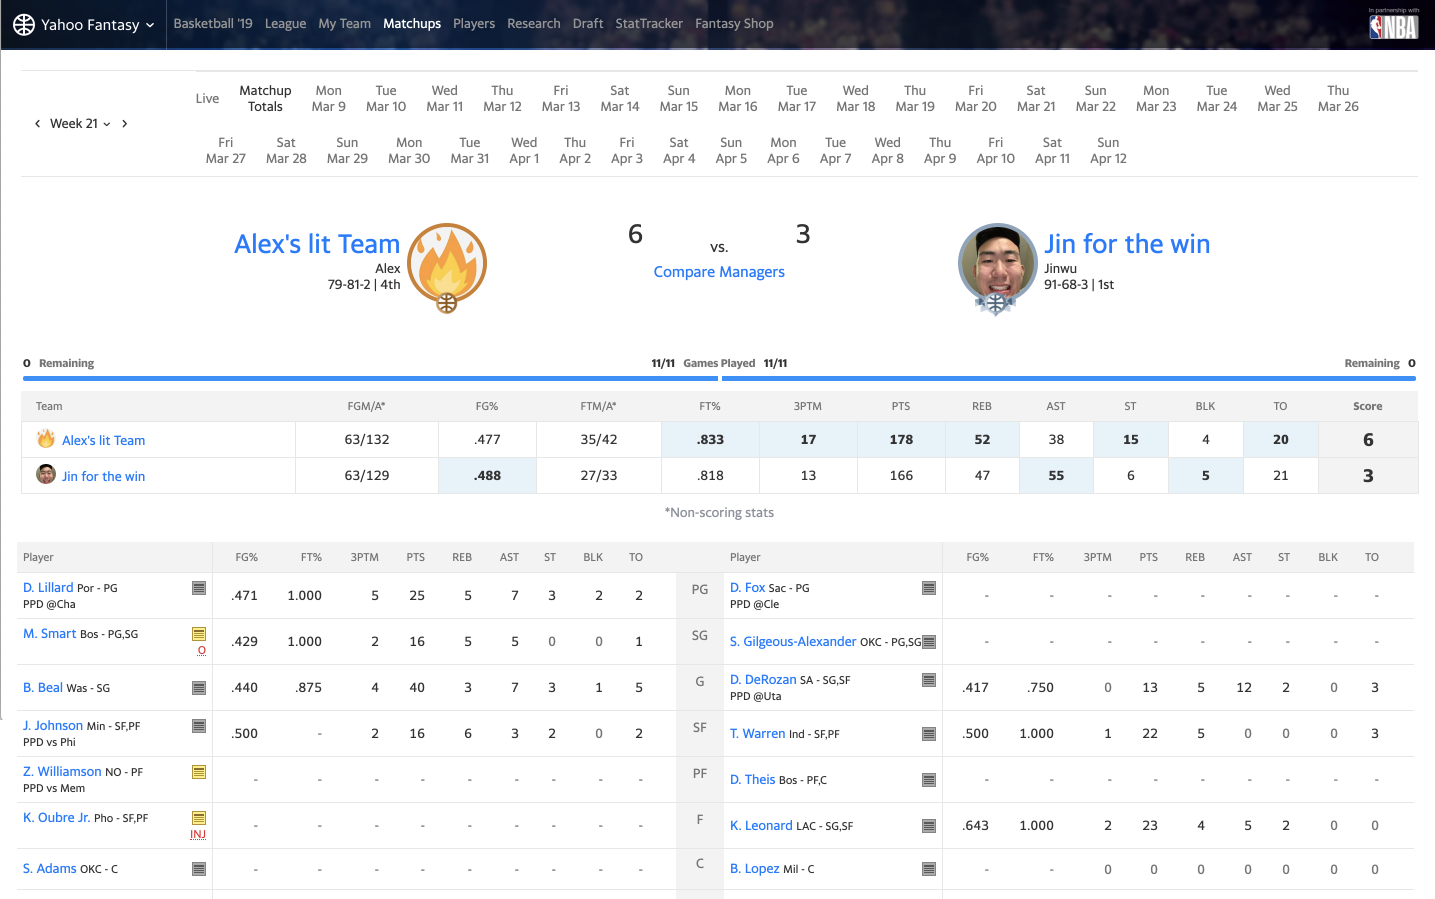 Yahoo Fantasy Basketball '19 League My Team Matchups Players Research Draft StatTracker Fantasy Shop
In partnership with
NBA
Live Matchup Totals Mon Mar 9 Tue Mar 10 Wed Mar 11 Thu Mar 12 Fri Mar 13 Sat Mar 14 Sun Mar 15 Mon Mar 16 Tue Mar 17 Wed Mar 18 Thu Mar 19 Fri Mar 20 Sat Mar 21 Sun Mar 22 Mon Mar 23 Tue Mar 24 Wed Mar 25 Thu Mar 26
Week 21
Fri Mar 27 Sat Mar 28 Sun Mar 29 Mon Mar 30 Tue Mar 31 Wed Apr 1 Thu Apr 2 Fri Apr 3 Sat Apr 4 Sun Apr 5 Mon Apr 6 Tue Apr 7 Wed Apr 8 Thu Apr 9 Fri Apr 10 Sat Apr 11 Sun Apr 12
Alex's lit Team
Alex
79-81-2 | 4th
6 vs. 3
Compare Managers
Jin for the win
Jinwu
91-68-3 | 1st
0 Remaining 11/11 Games Played 11/11 Remaining 0
Team FGM/A* FG% FTM/A* FT% 3PTM PTS REB AST ST BLK TO Score
Alex's lit Team 63/132 .477 35/42 .833 17 178 52 38 15 4 20 6
Jin for the win 63/129 .488 27/33 .818 13 166 47 55 6 5 21 3
*Non-scoring stats
Player FG% FT% 3PTM PTS REB AST ST BLK TO Player FG% FT% 3PTM PTS REB AST ST BLK TO
D. Lillard Por - PG .471 1.000 5 25 5 7 3 2 2 PG D. Fox Sac - PG - - - - - - - - -
PPD @Cha PPD @Cle
M. Smart Bos - PG,SG .429 1.000 2 16 5 5 0 0 1 SG S. Gilgeous-Alexander OKC - PG,SG - - - - - - - - -
O
B. Beal Was - SG .440 .875 4 40 3 7 3 1 5 G D. DeRozan SA - SG,SF .417 .750 0 13 5 12 2 0 3
PPD @Uta
J. Johnson Min - SF,PF .500 - 2 16 6 3 2 0 2 SF T. Warren Ind - SF,PF .500 1.000 1 22 5 0 0 0 3
PPD vs Phi
Z. Williamson NO - PF - - - - - - - - - PF D. Theis Bos - PF,C - - - - - - - - -
PPD vs Mem
K. Oubre Jr. Pho - SF,PF - - - - - - - - - F K. Leonard LAC - SG,SF .643 1.000 2 23 4 5 2 0 0
INJ
S. Adams OKC - C - - - - - - - - - C B. Lopez Mil - C - - 0 0 0 0 0 0 0